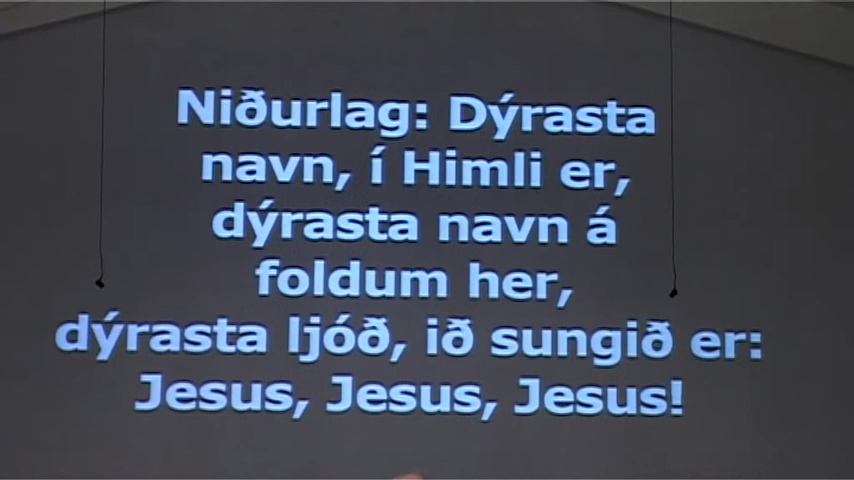 Niðurlag: Dýrasta
navn, í Himli er,
dýrasta navn á
foldum her,
dýrasta ljóð, ið sungið er:
Jesus, Jesus, Jesus!